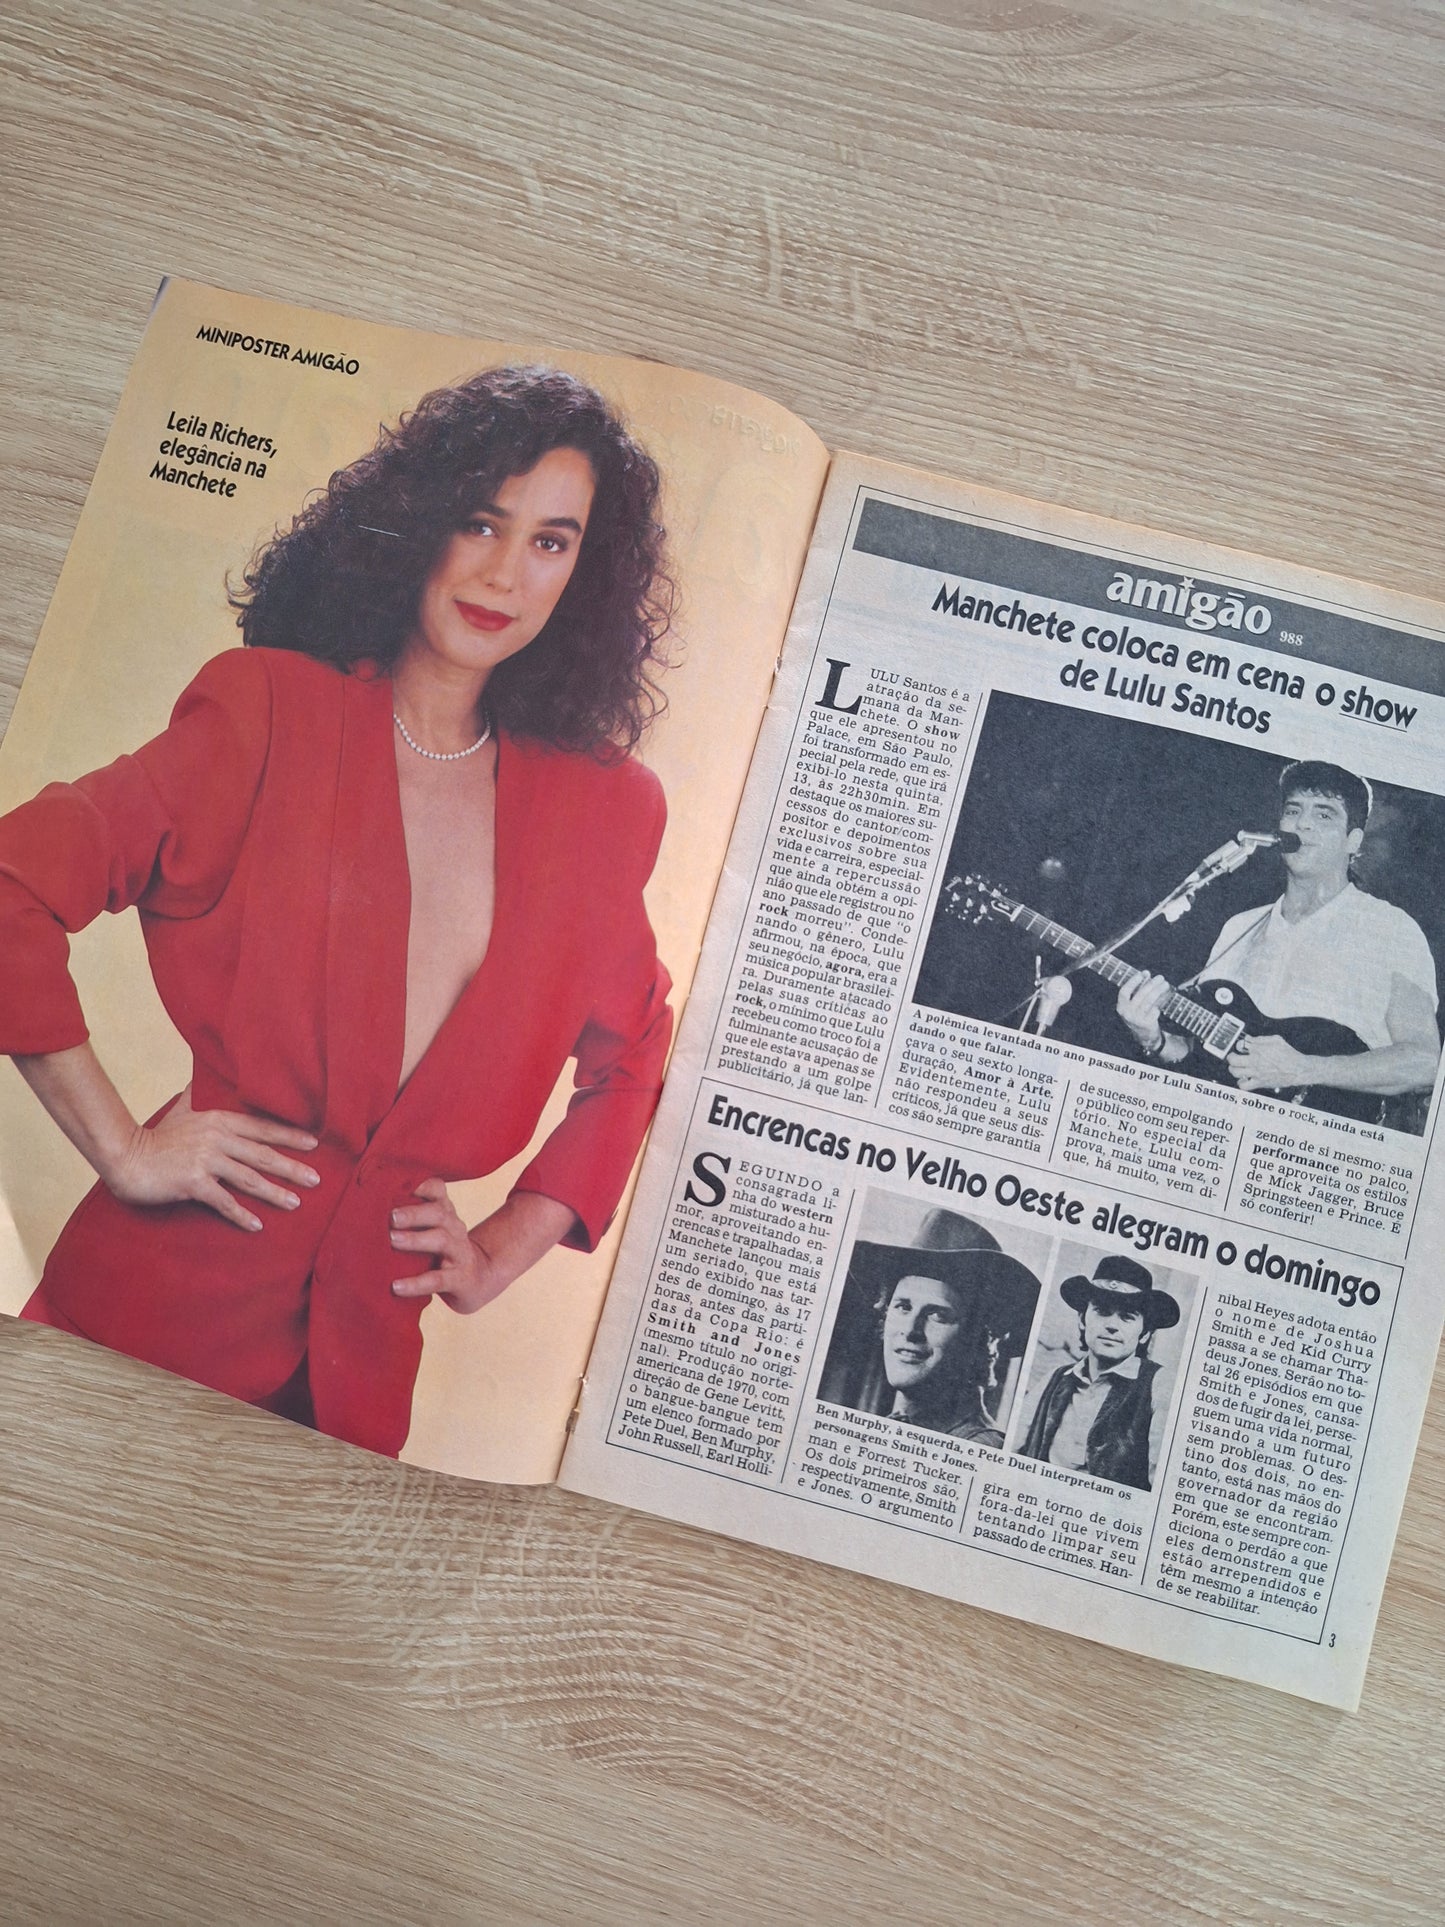 MINIPOSTER AMIGÃO
Leila Richers,
elegância na
Manchete
amigão 988
Manchete coloca em cena o show
de Lulu Santos
LULU Santos é a
atração da se-
mana da Man-
chete. O show
que ele apresentou no
Palace, em São Paulo,
foi transformado em es-
pecial pela rede, que irá
exibi-lo nesta quinta,
13, às 22h30min. Em
destaque os maiores su-
cessos do cantor/com-
positor e depoimentos
exclusivos sobre sua
vida e carreira, especial-
mente a repercussão
que ainda obtém a opi-
nião que ele registrou no
ano passado de que “o
rock morreu”. Conde-
nando o gênero, Lulu
afirmou, na época, que
seu negócio, agora, era a
música popular brasilei-
ra. Duramente atacado
pelas suas críticas ao
rock, o mínimo que Lulu
recebeu como troco foi a
fulminante acusação de
que ele estava apenas se
prestando a um golpe
publicitário, já que lan-
A polêmica levantada no ano passado por Lulu Santos, sobre o rock, ainda está
dando o que falar.
çava o seu sexto longa-
duração, Amor à Arte.
Evidentemente, Lulu
não respondeu a seus
críticos, já que seus dis-
cos são sempre garantia
de sucesso, empolgando
o público com seu reper-
tório. No especial da
Manchete, Lulu com-
prova, mais uma vez, o
que, há muito, vem di-
zendo de si mesmo: sua
performance no palco,
que aproveita os estilos
de Mick Jagger, Bruce
Springsteen e Prince. É
só conferir!
Encrencas no Velho Oeste alegram o domingo
SEGUINDO a
consagrada li-
nha do western
misturado a hu-
mor, aproveitando en-
crencas e trapalhadas, a
Manchete lançou mais
um seriado, que está
sendo exibido nas tar-
des de domingo, às 17
horas, antes das parti-
das da Copa Rio: é
Smith and Jones
(mesmo título no origi-
nal). Produção norte-
americana de 1970, com
direção de Gene Levitt,
o bangue-bangue tem
um elenco formado por
Pete Duel, Ben Murphy,
John Russell, Earl Holli-
Ben Murphy, à esquerda, e Pete Duel interpretam os
personagens Smith e Jones.
man e Forrest Tucker.
Os dois primeiros são,
respectivamente, Smith
e Jones. O argumento
gira em torno de dois
fora-da-lei que vivem
tentando limpar seu
passado de crimes. Han-
nibal Heyes adota então
o nome de Joshua
Smith e Jed Kid Curry
passa a se chamar Tha-
deus Jones. Serão no to-
tal 26 episódios em que
Smith e Jones, cansa-
dos de fugir da lei, perse-
guem uma vida normal,
visando a um futuro
sem problemas. O des-
tino dos dois, no en-
tanto, está nas mãos do
governador da região
em que se encontram.
Porém, este sempre con-
diciona o perdão a que
eles demonstrem que
estão arrependidos e
têm mesmo a intenção
de se reabilitar.
3